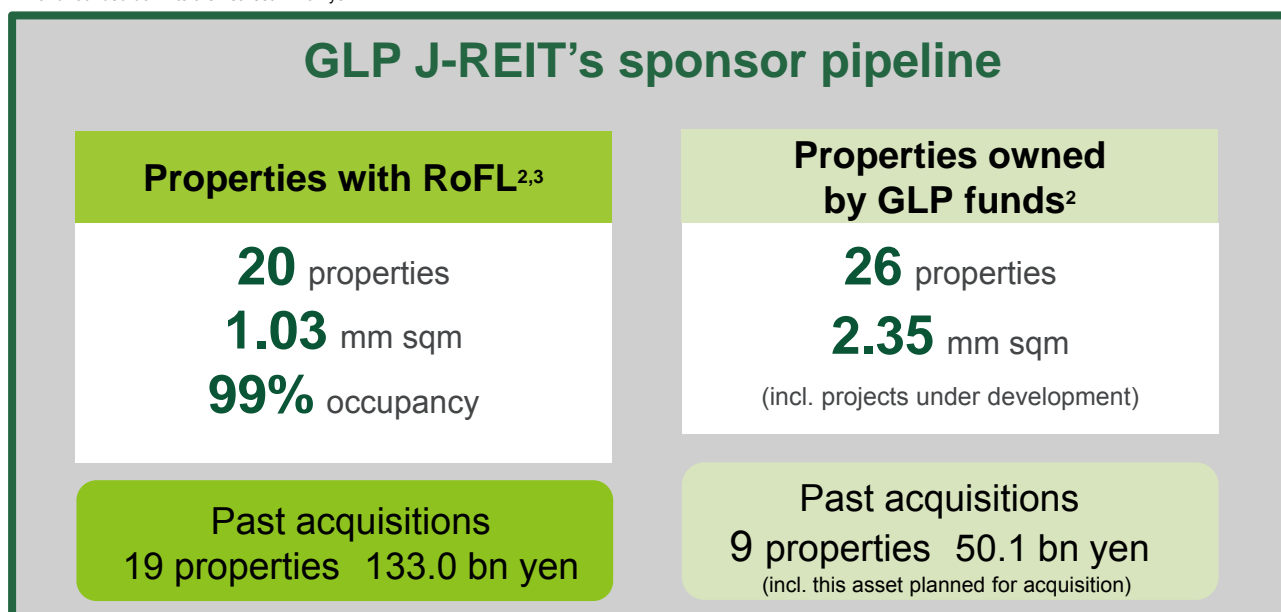 GLP J-REIT’s sponsor pipeline
Properties with RoFL2,3
20 properties
1.03 mm sqm
99% occupancy
Past acquisitions
19 properties 133.0 bn yen
Properties owned
by GLP funds2
26 properties
2.35 mm sqm
(incl. projects under development)
Past acquisitions
9 properties 50.1 bn yen
(incl. this asset planned for acquisition)